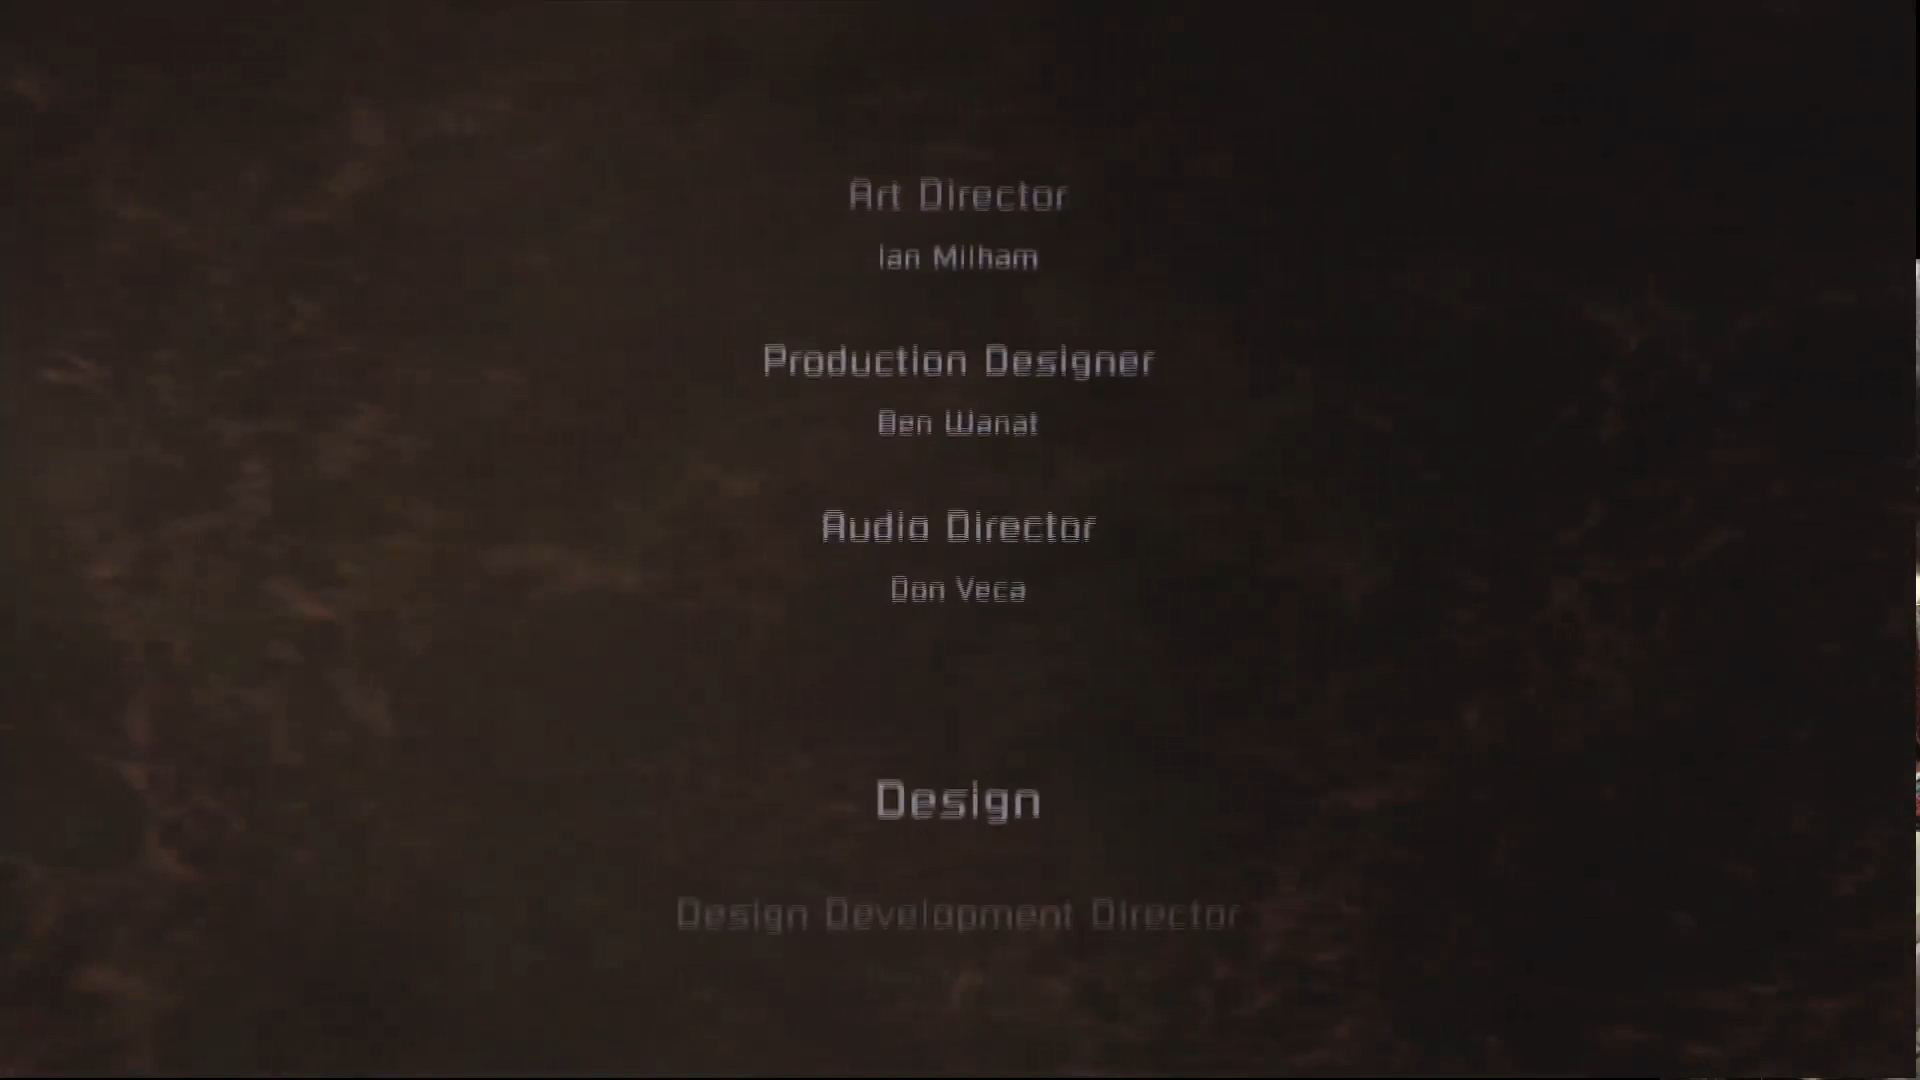 Art Director
Ian Milham
Production Designer
Ben Wanat
Audio Director
Don Veca
Design
Design Development Director